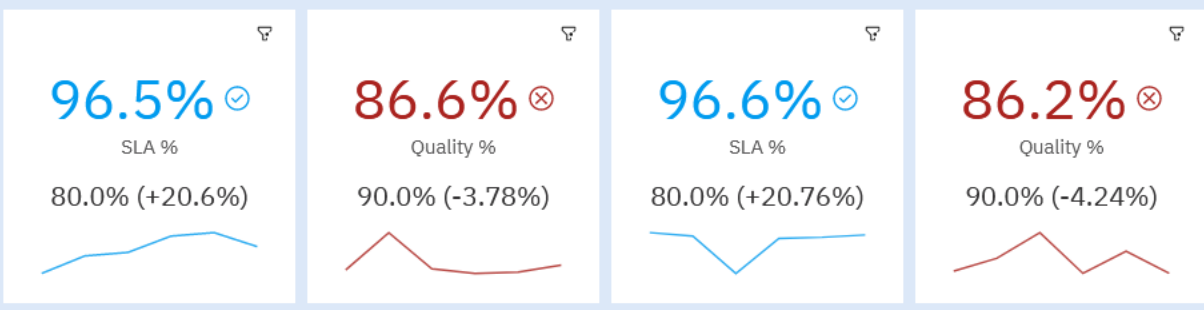 96.5%
SLA %
80.0% (+20.6%)
86.6%
Quality %
90.0% (-3.78%)
96.6%
SLA %
80.0% (+20.76%)
86.2%
Quality %
90.0% (-4.24%)